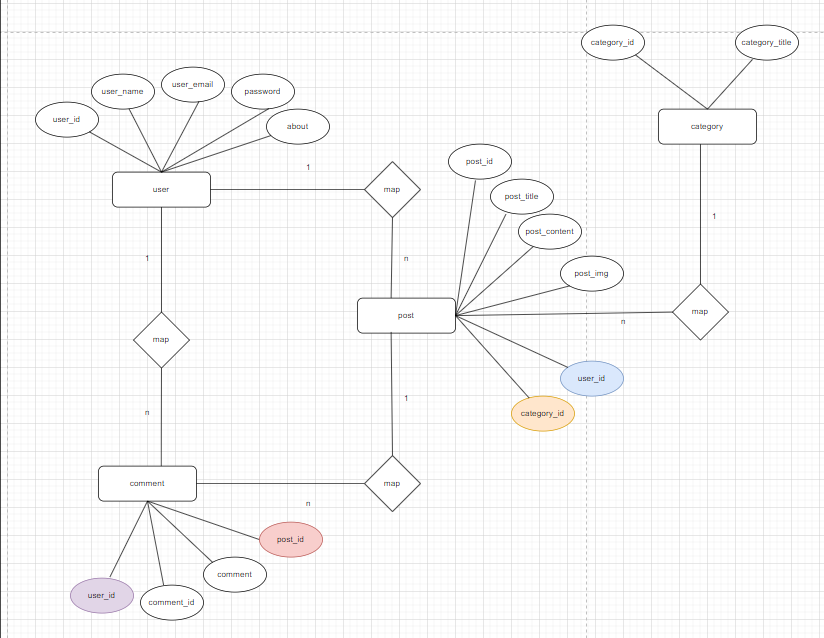 category_id
category_title
user_email
user_name
password
user_id
about
category
post_id
1
user
map
post_title
1
post_content
1
n
post_img
map
post
n
map
user_id
1
n
category_id
comment
map
n
post_id
comment
user_id
comment_id